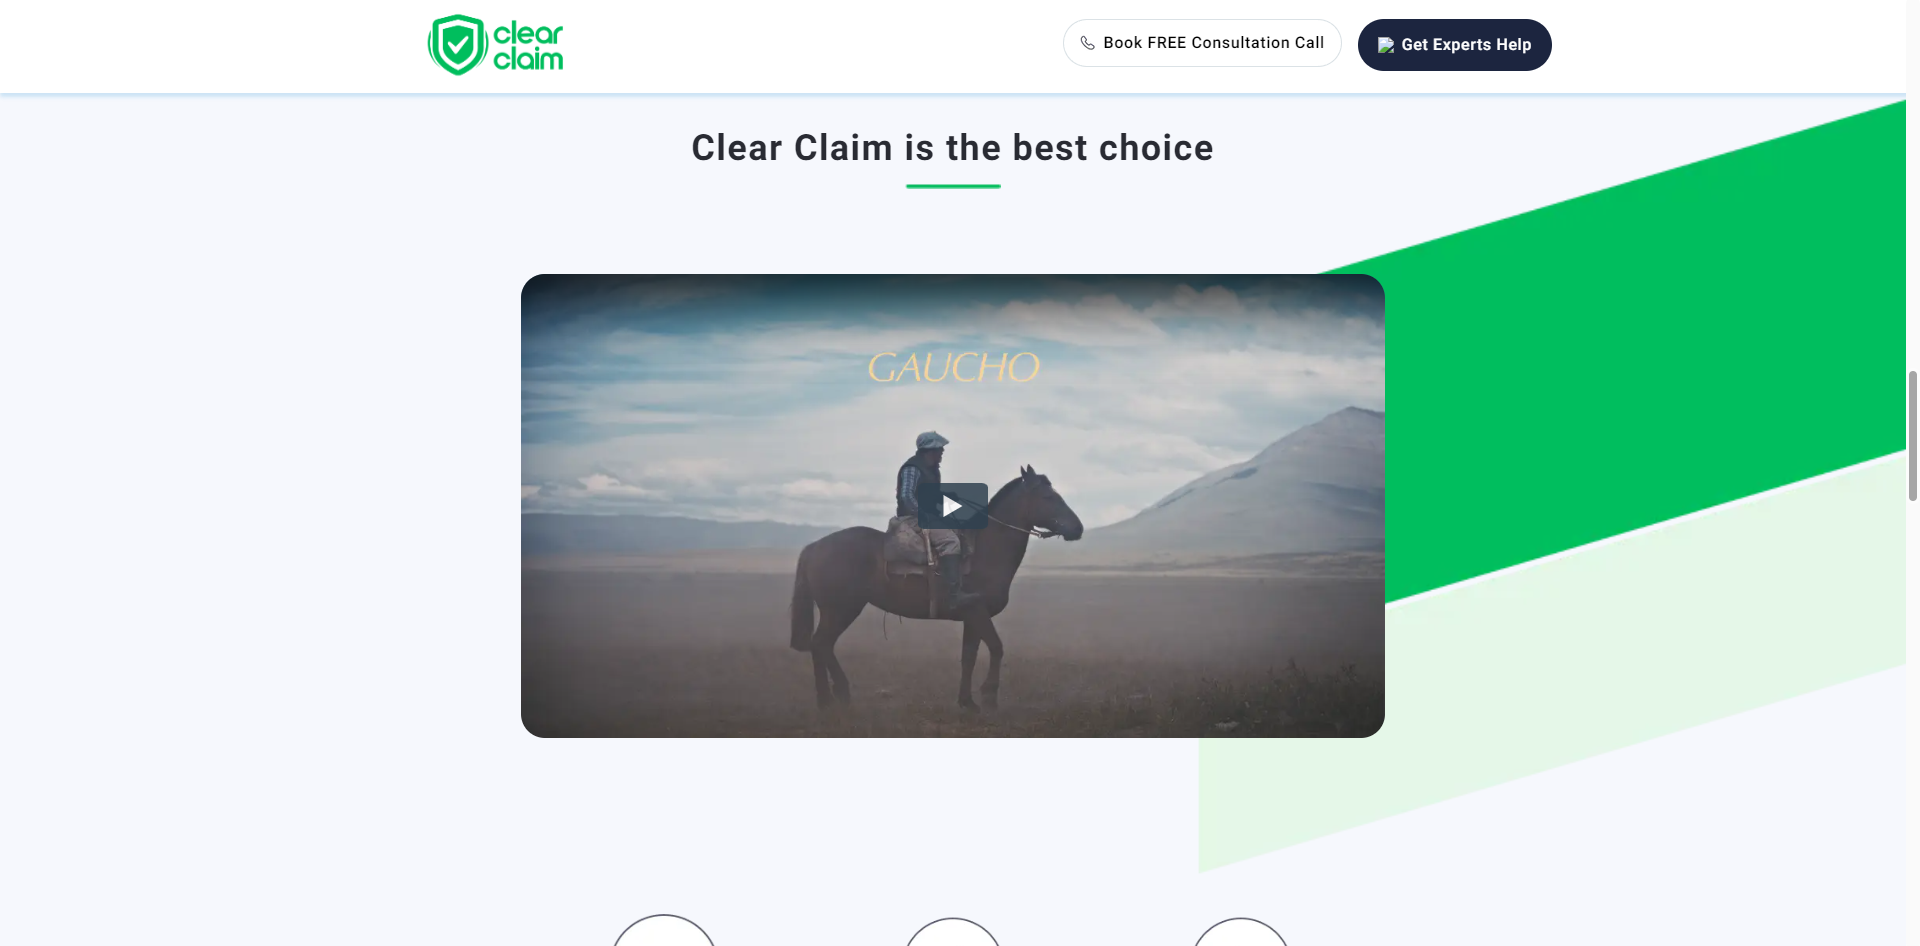 clear
claim
Book FREE Consultation Call
Get Experts Help
Clear Claim is the best choice
GAUCHO